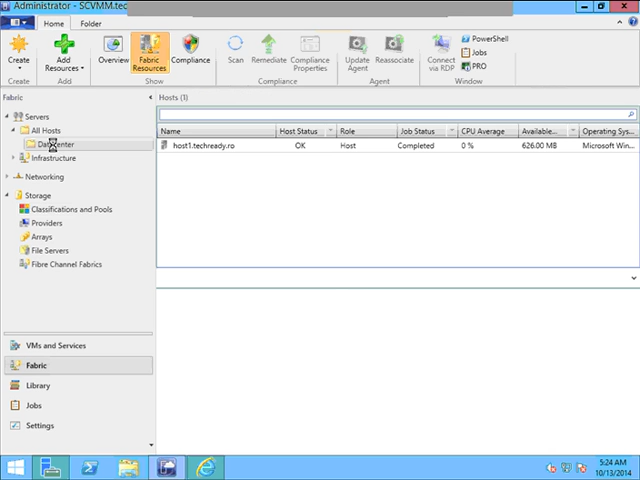 Administrator - SCVMM.tec
Home
Folder
Create
Add
Resources
Overview
Fabric
Resources
Compliance
Scan
Remediate
Compliance
Properties
Update
Agent
Reassociate
Connect
via RDP
PowerShell
Jobs
PRO
Create
Add
Show
Compliance
Agent
Window
Fabric
Hosts (1)
Servers
All Hosts
Infrastructure
Networking
Storage
Classifications and Pools
Providers
Arrays
File Servers
Fibre Channel Fabrics
Name
Host Status
Role
Job Status
CPU Average
Available...
Operating Sy...
host1.techready.ro
OK
Host
Completed
0 %
626.00 MB
Microsoft Win...
VMs and Services
Fabric
Library
Jobs
Settings
5:24 AM
10/13/2014